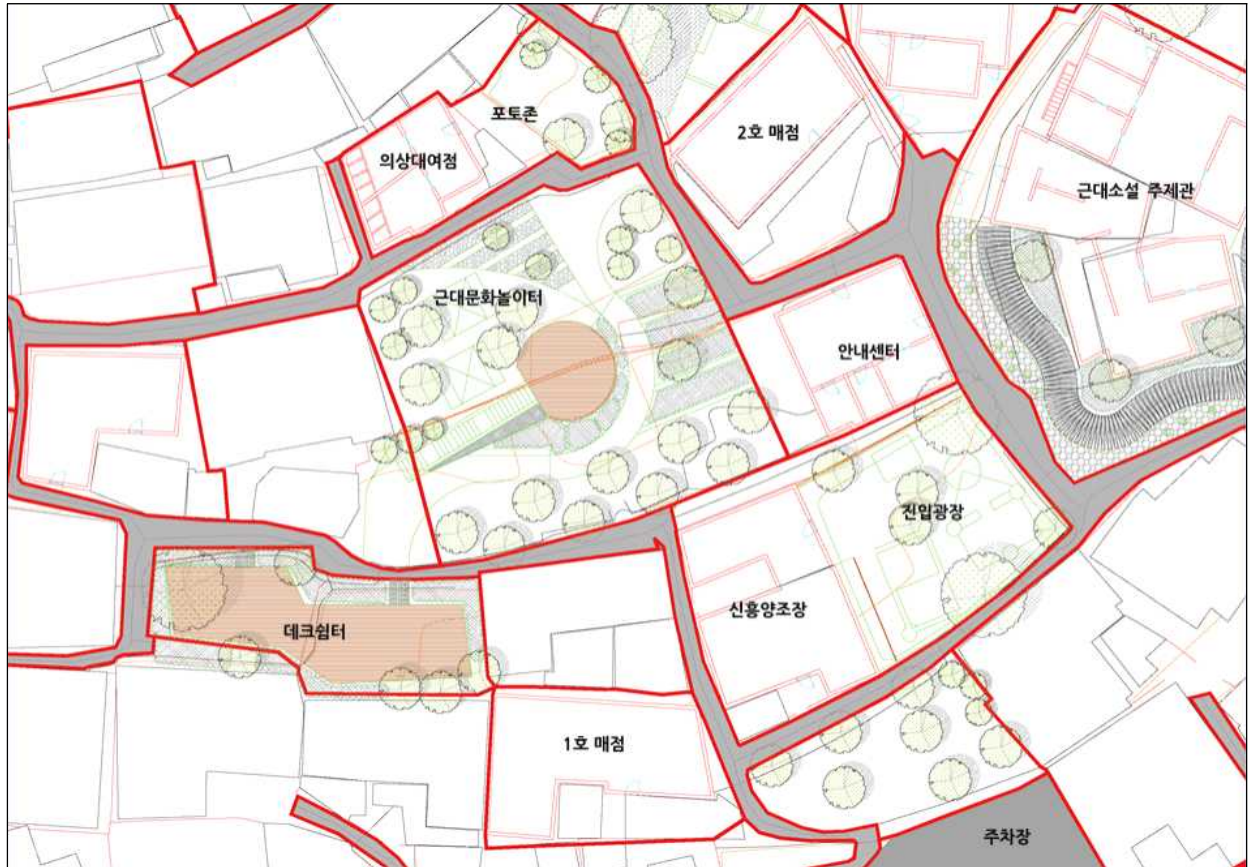 포토존
2호 매점
의상대여점
근대소설 주제관
근대문화놀이터
안내센터
진입광장
신흥양조장
데크쉼터
1호 매점
주차장